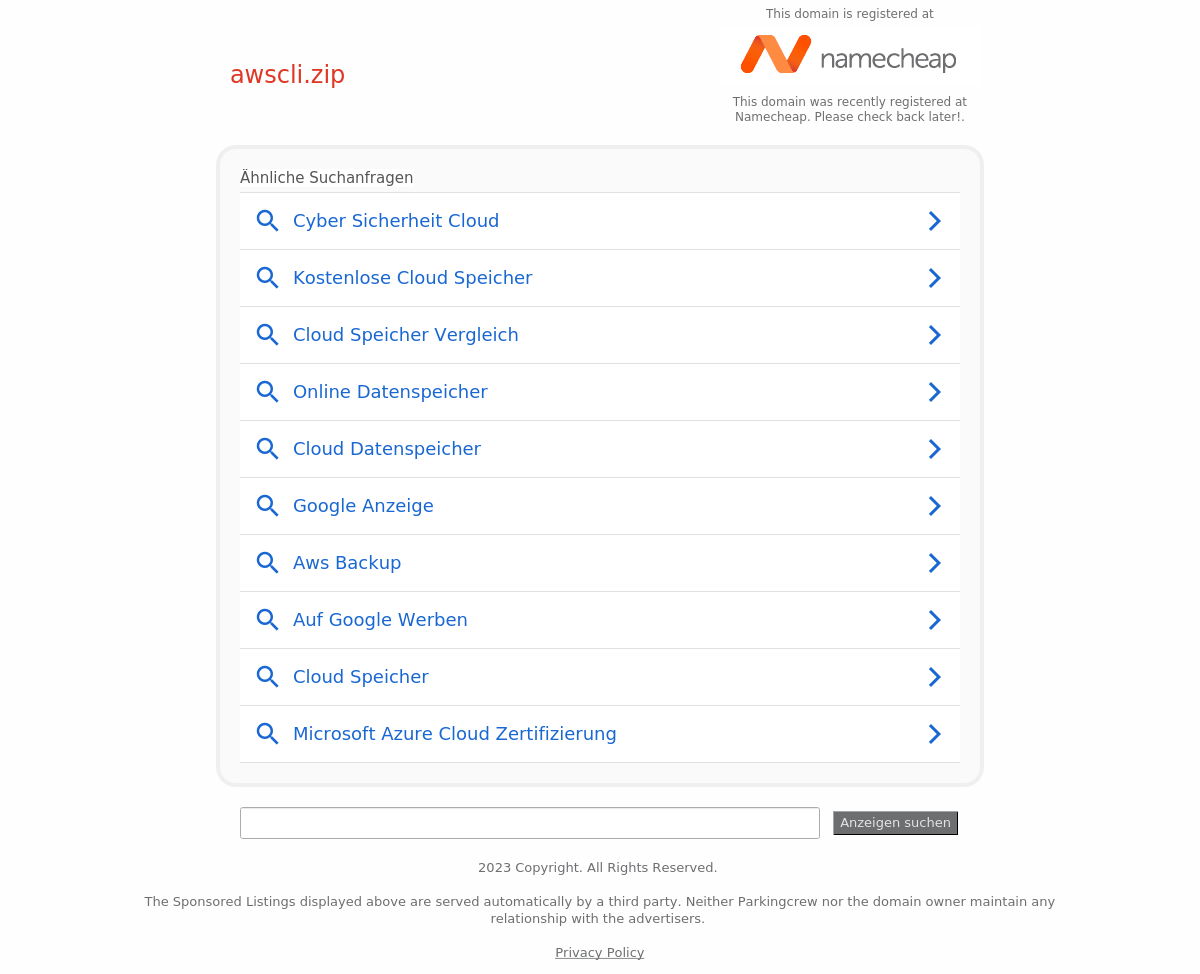 This domain is registered at
namecheap
awscli.zip
This domain was recently registered at
Namecheap. Please check back later!.
Ähnliche Suchanfragen
Cyber Sicherheit Cloud
Kostenlose Cloud Speicher
Cloud Speicher Vergleich
Online Datenspeicher
Cloud Datenspeicher
Google Anzeige
Aws Backup
Auf Google Werben
Cloud Speicher
Microsoft Azure Cloud Zertifizierung
Anzeigen suchen
2023 Copyright. All Rights Reserved.
The Sponsored Listings displayed above are served automatically by a third party. Neither Parkingcrew nor the domain owner maintain any
relationship with the advertisers.
Privacy Policy